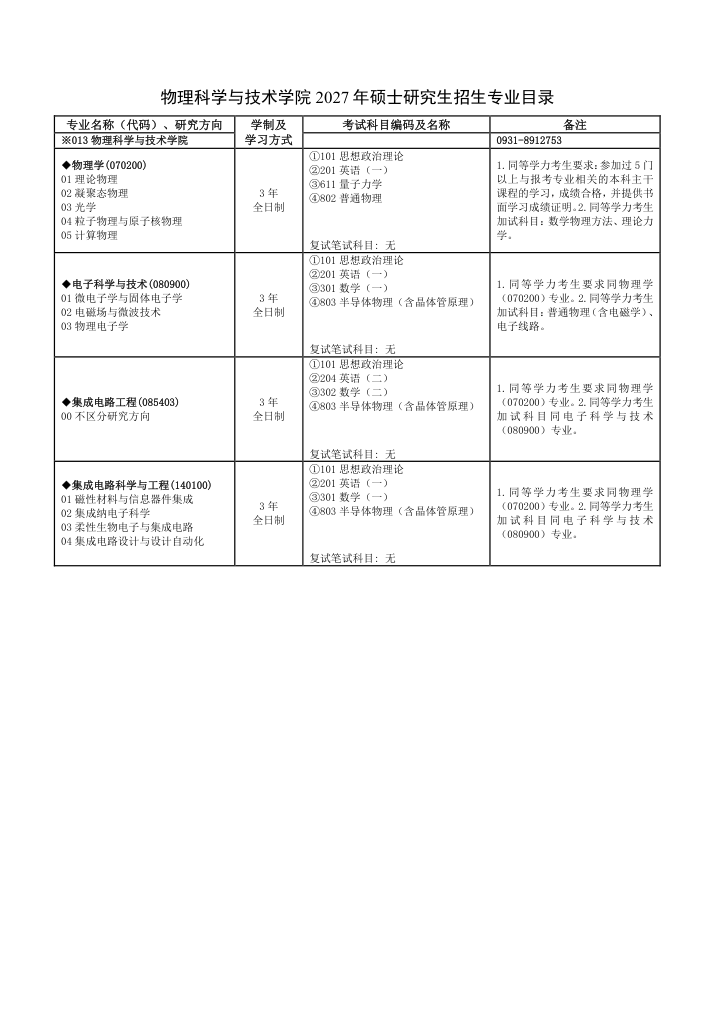 物理科学与技术学院 2027 年硕士研究生招生专业目录
专业名称（代码）、研究方向
学制及
学习方式
考试科目编码及名称
备注
※013 物理科学与技术学院
0931-8912753
◆物理学(070200)
01 理论物理
02 凝聚态物理
03 光学
04 粒子物理与原子核物理
05 计算物理
3 年
全日制
①101 思想政治理论
②201 英语（一）
③611 量子力学
④802 普通物理
复试笔试科目: 无
1.同等学力考生要求:参加过 5 门
以上与报考专业相关的本科主干
课程的学习，成绩合格，并提供书
面学习成绩证明。2.同等学力考生
加试科目：数学物理方法、理论力
学。
◆电子科学与技术(080900)
01 微电子学与固体电子学
02 电磁场与微波技术
03 物理电子学
3 年
全日制
①101 思想政治理论
②201 英语（一）
③301 数学（一）
④803 半导体物理（含晶体管原理）
复试笔试科目: 无
1.同等学力考生要求同物理学
（070200）专业。2.同等学力考生
加试科目：普通物理（含电磁学）、
电子线路。
◆集成电路工程(085403)
00 不区分研究方向
3 年
全日制
①101 思想政治理论
②204 英语（二）
③302 数学（二）
④803 半导体物理（含晶体管原理）
复试笔试科目: 无
1.同等学力考生要求同物理学
（070200）专业。2.同等学力考生
加试科目同电子科学与技术
（080900）专业。
◆集成电路科学与工程(140100)
01 磁性材料与信息器件集成
02 集成纳电子科学
03 柔性生物电子与集成电路
04 集成电路设计与设计自动化
3 年
全日制
①101 思想政治理论
②201 英语（一）
③301 数学（一）
④803 半导体物理（含晶体管原理）
复试笔试科目: 无
1.同等学力考生要求同物理学
（070200）专业。2.同等学力考生
加试科目同电子科学与技术
（080900）专业。